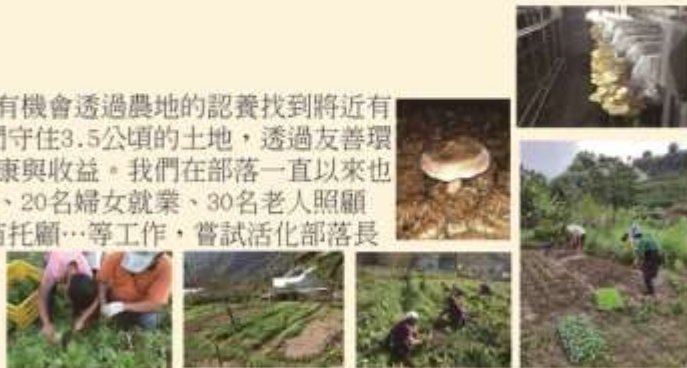 有機會透過農地的認養找到將近有
門守住3.5公頃的土地，透過友善環
康與收益。我們在部落一直以來也
、20名婦女就業、30名老人照顧
托顧…等工作，嘗試活化部落長